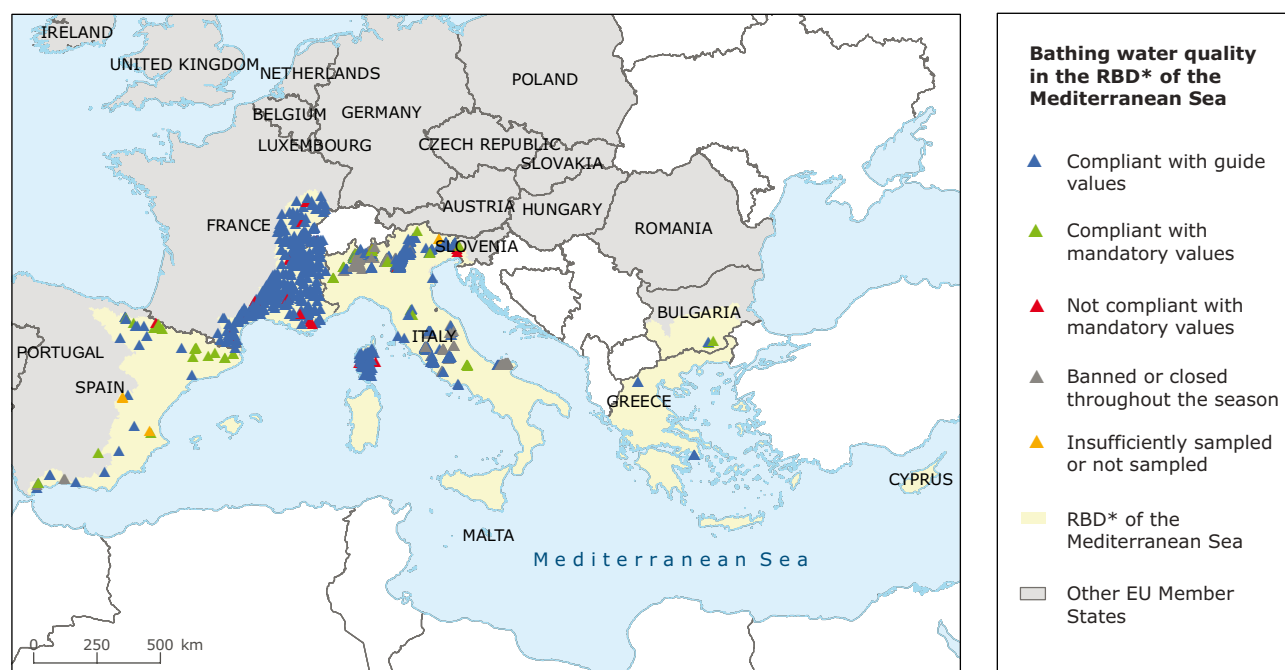 IRELAND
UNITED KINGDOM
NETHERLANDS
POLAND
BELGIUM
GERMANY
LUXEMBOURG
CZECH REPUBLIC
SLOVAKIA
AUSTRIA
HUNGARY
FRANCE
ROMANIA
SLOVENIA
BULGARIA
ITALY
PORTUGAL
SPAIN
GREECE
CYPRUS
MALTA
Mediterranean Sea
0 250 500 km
Bathing water quality
in the RBD* of the
Mediterranean Sea
Compliant with guide
values
Compliant with
mandatory values
Not compliant with
mandatory values
Banned or closed
throughout the season
Insufficiently sampled
or not sampled
RBD* of the
Mediterranean Sea
Other EU Member
States